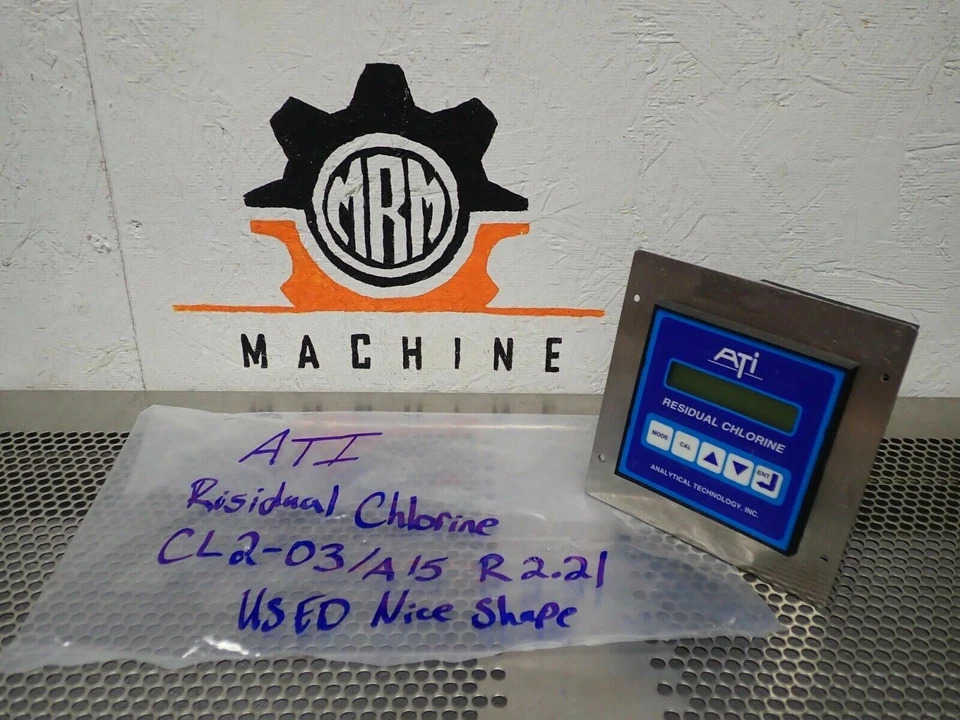 MRM
MACHINE
ATI
Risidual Chlorine
CL2-03/A15 R2.21
USED Nice Shape
ATi
RESIDUAL CHLORINE
MODE CAL ENT
ANALYTICAL TECHNOLOGY, INC.